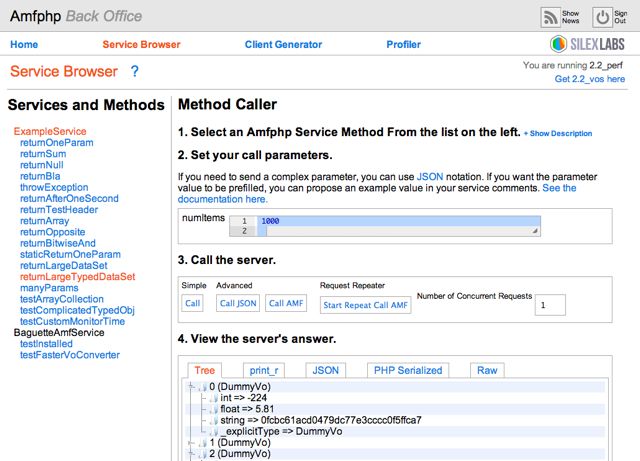 Amfphp Back Office
Show News
Sign Out
Home Service Browser Client Generator Profiler
SILEX LABS
Service Browser ?
You are running 2.2_perf
Get 2.2_vos here
Services and Methods
ExampleService
returnOneParam
returnSum
returnNull
returnBla
throwException
returnAfterOneSecond
returnTestHeader
returnArray
returnOpposite
returnBitwiseAnd
staticReturnOneParam
returnLargeDataSet
returnLargeTypedDataSet
manyParams
testArrayCollection
testComplicatedTypedObj
testCustomMonitorTime
BaguetteAmfService
testInstalled
testFasterVoConverter
Method Caller
1. Select an Amfphp Service Method From the list on the left. + Show Description
2. Set your call parameters.
If you need to send a complex parameter, you can use JSON notation. If you want the parameter
value to be prefilled, you can propose an example value in your service comments. See the
documentation here.
numItems
1 1000
2
3. Call the server.
Simple Advanced Request Repeater
Call Call JSON Call AMF Start Repeat Call AMF Number of Concurrent Requests 1
4. View the server's answer.
Tree print_r JSON PHP Serialized Raw
0 (DummyVo)
int => -224
float => 5.81
string => 0fcbc61acd0479dc77e3cccc0f5ffca7
_explicitType => DummyVo
1 (DummyVo)
2 (DummyVo)